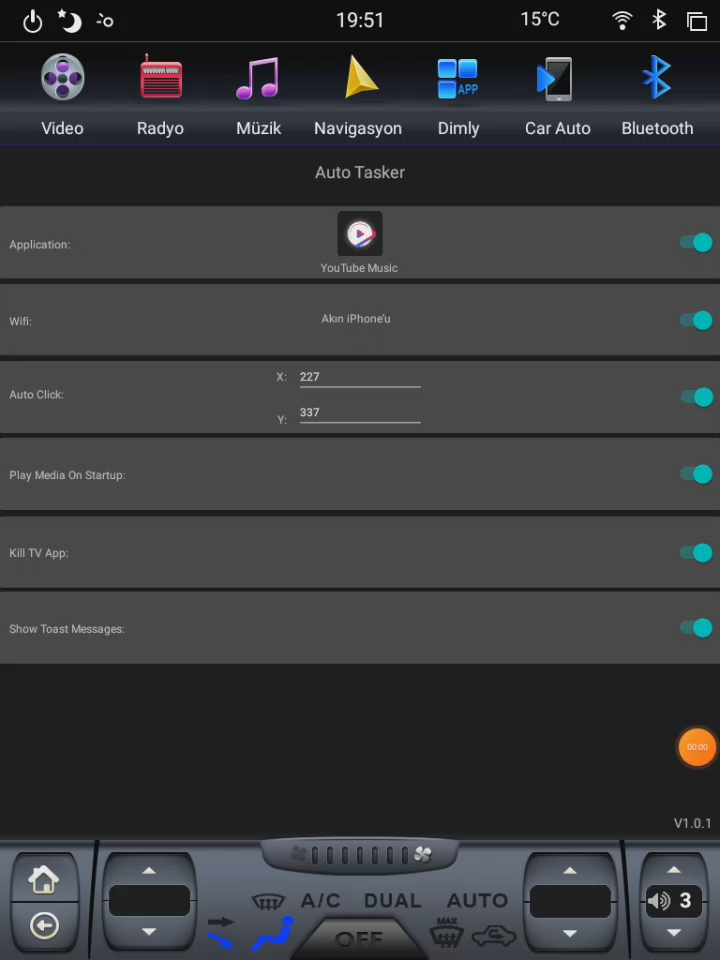 19:51
15°C
APP
Video
Radyo
Müzik
Navigasyon
Dimly
Car Auto
Bluetooth
Auto Tasker
Application:
YouTube Music
Wifi:
Akın iPhone'u
Auto Click:
X: 227
Y: 337
Play Media On Startup:
Kill TV App:
Show Toast Messages:
00:00
V1.0.1
A/C
DUAL
AUTO
3
OFF
MAX